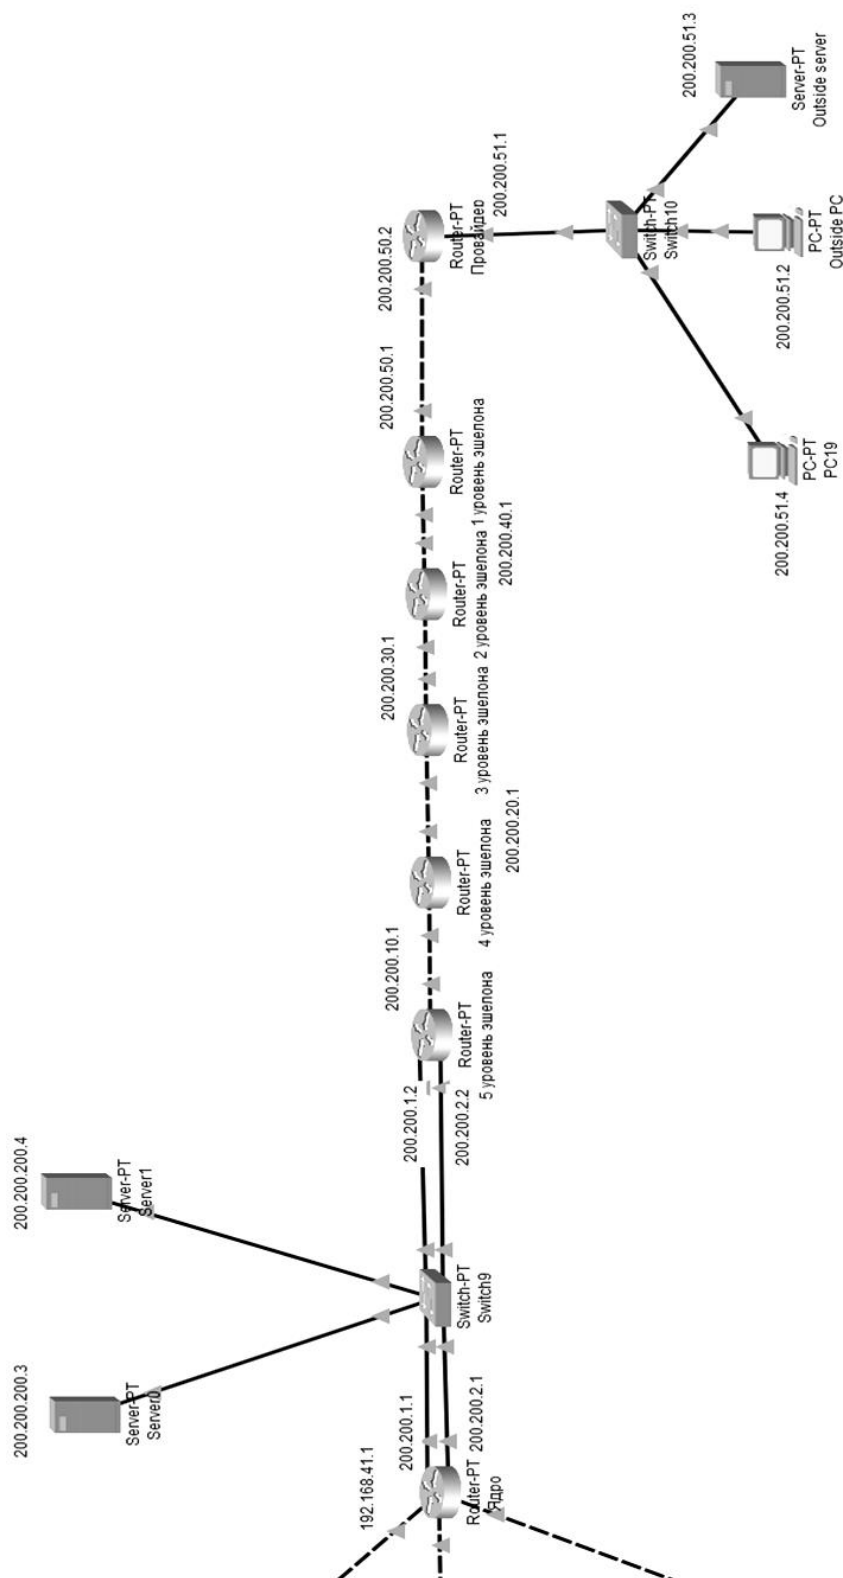 192.168.41.1
200.200.1.1
Router-PT
Ядро
200.200.2.1
200.200.200.3
Server-PT
Server0
200.200.200.4
Server-PT
Server1
Switch-PT
Switch9
200.200.1.2
200.200.2.2
Router-PT
5 уровень эшелона
200.200.10.1
Router-PT
4 уровень эшелона
200.200.20.1
Router-PT
3 уровень эшелона
200.200.30.1
Router-PT
2 уровень эшелона
200.200.40.1
Router-PT
1 уровень эшелона
200.200.50.1
200.200.50.2
Router-PT
Провайдер
200.200.51.1
Switch-PT
Switch10
200.200.51.4
PC-PT
PC19
200.200.51.2
PC-PT
Outside PC
200.200.51.3
Server-PT
Outside server